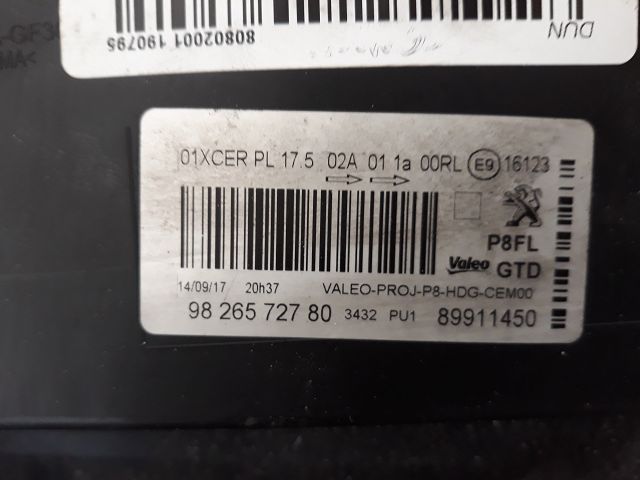 80802001 190795
DUN
01XCER PL 17.5 02A 01 1a 00RL E9 16123
P8FL
Valeo GTD
14/09/17 20h37 VALEO-PROJ-P8-HDG-CEM00
98 265 727 80 3432 PU1 89911450